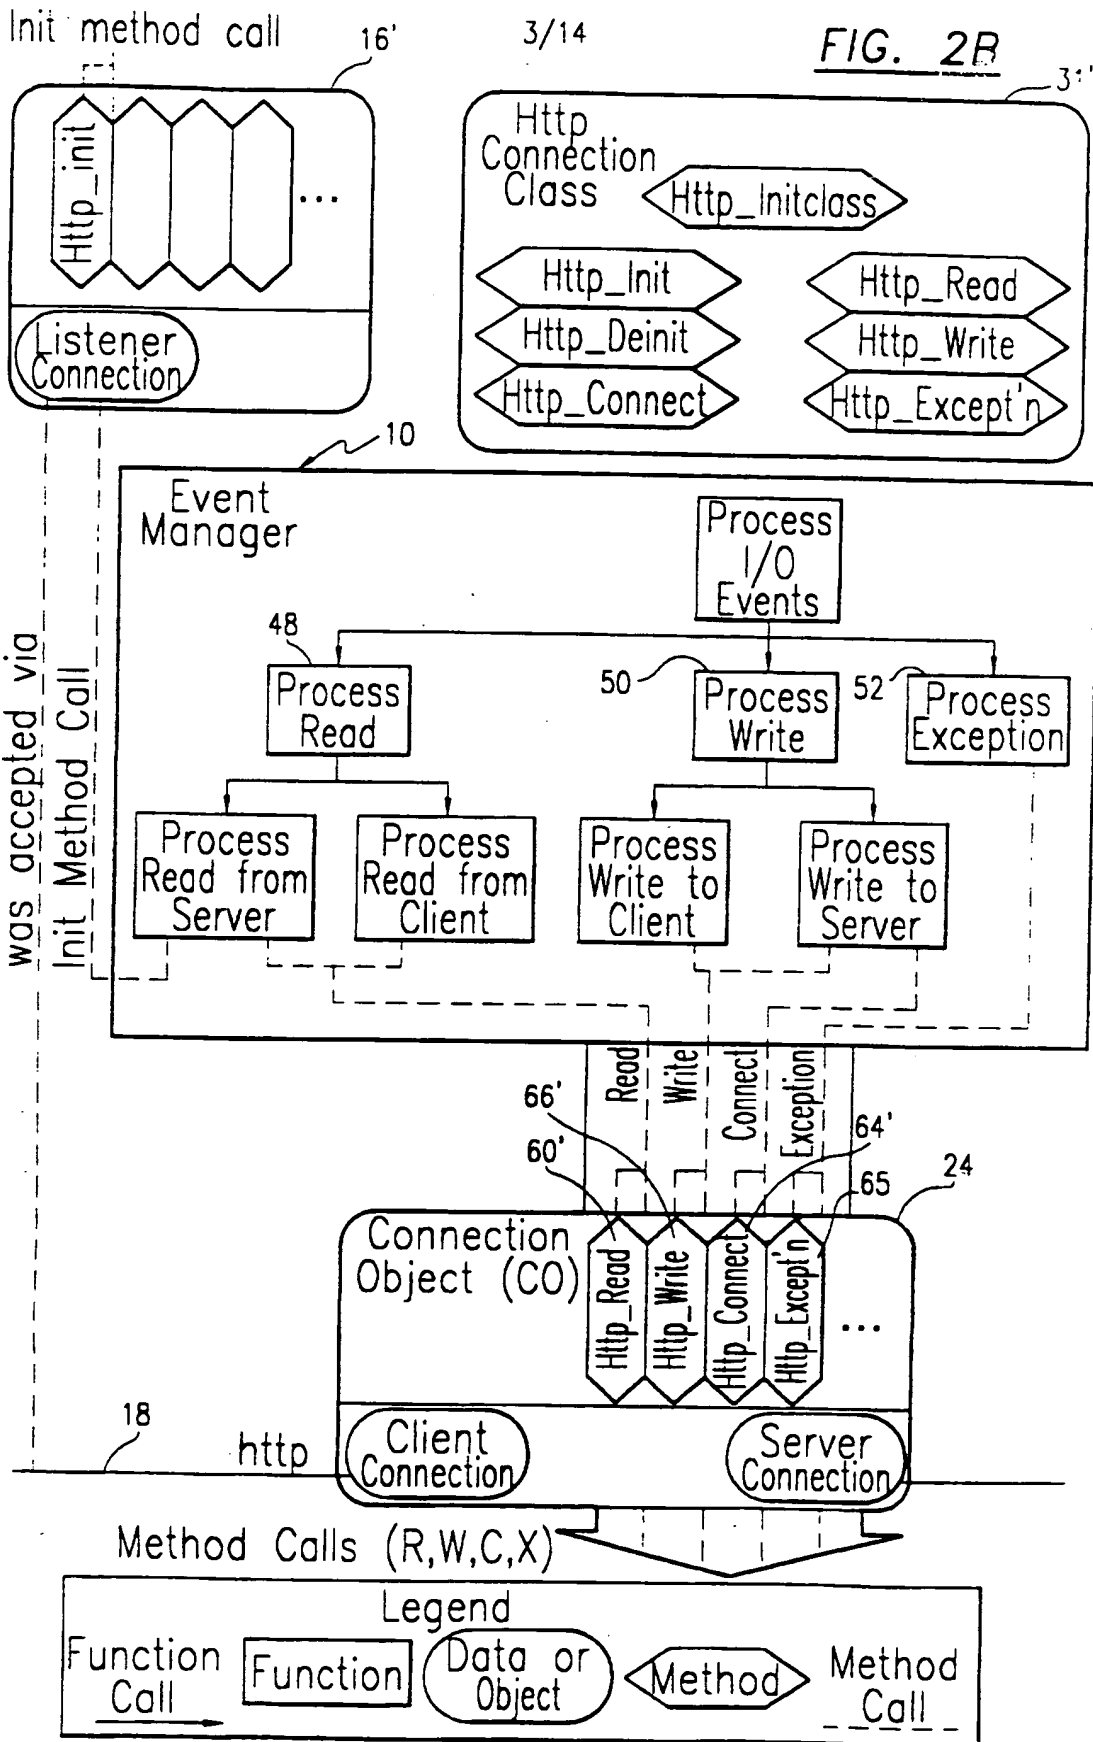 Init method call
16'
3/14
FIG. 2B
31'
Http_init
...
Listener
Connection
Http
Connection
Class
Http_Initclass
Http_Init
Http_Deinit
Http_Connect
Http_Read
Http_Write
Http_Except'n
10
Event
Manager
Process
I/O
Events
48
Process
Read
50
Process
Write
52
Process
Exception
was accepted via
Init Method Call
Process
Read from
Server
Process
Read from
Client
Process
Write to
Client
Process
Write to
Server
Read
Write
Connect
Exception
66'
60'
64'
65
24
Connection
Object (CO)
Http_Read
Http_Write
Http_Connect
Http_Except'n
...
18
http
Client
Connection
Server
Connection
Method Calls (R,W,C,X)
Legend
Function
Call
Function
Data or
Object
Method
Method
Call